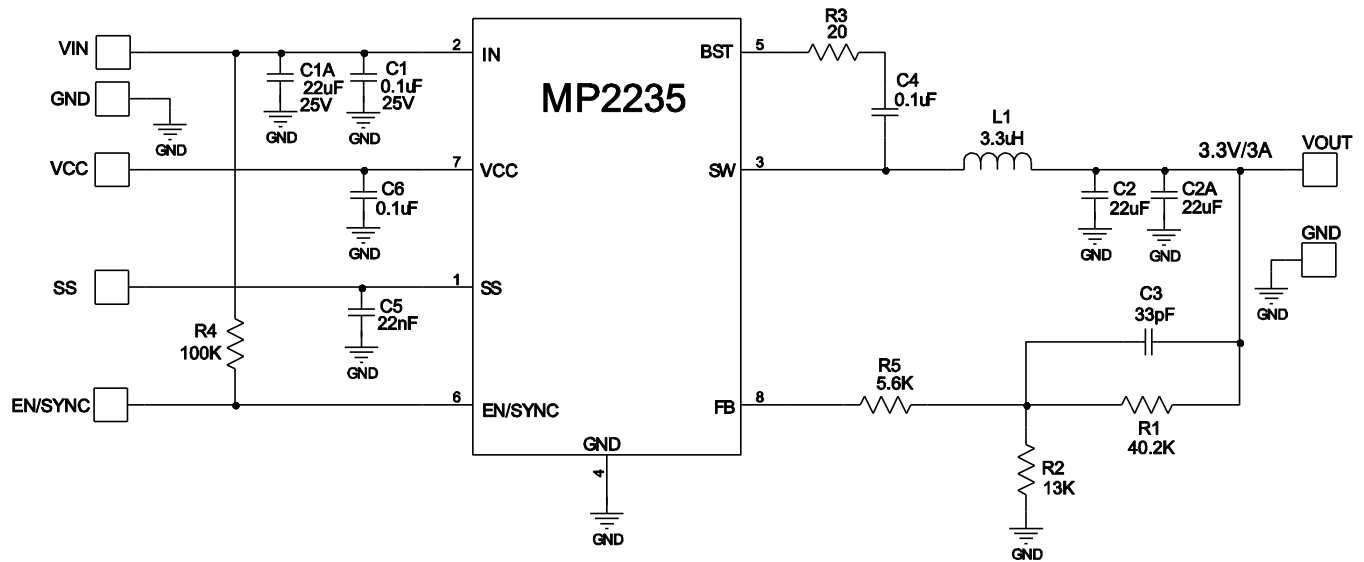 VIN
GND
GND
C1A
22uF
25V
GND
C1
0.1uF
25V
GND
VCC
C6
0.1uF
GND
SS
C5
22nF
GND
R4
100K
EN/SYNC
2
IN
7
VCC
1
SS
6
EN/SYNC
MP2235
GND
4
GND
BST
5
SW
3
FB
8
R3
20
C4
0.1uF
L1
3.3uH
3.3V/3A
VOUT
C2
22uF
GND
C2A
22uF
GND
GND
GND
C3
33pF
R5
5.6K
R1
40.2K
R2
13K
GND